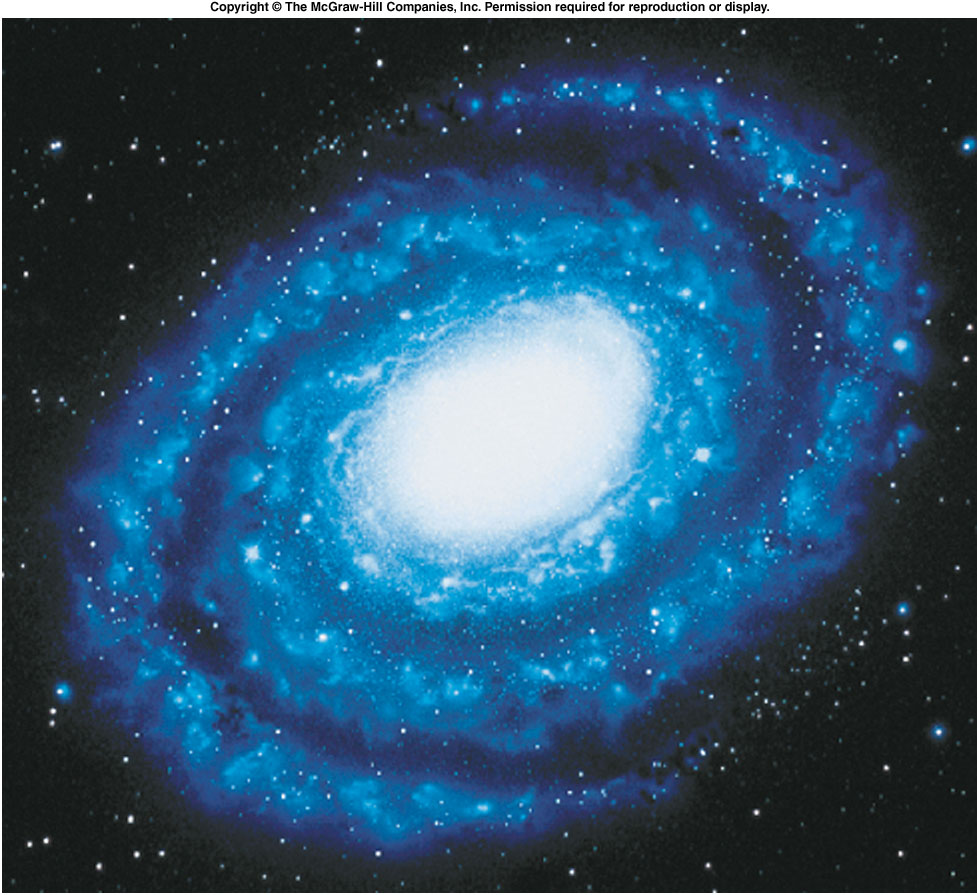 Copyright © The McGraw-Hill Companies, Inc. Permission required for reproduction or display.